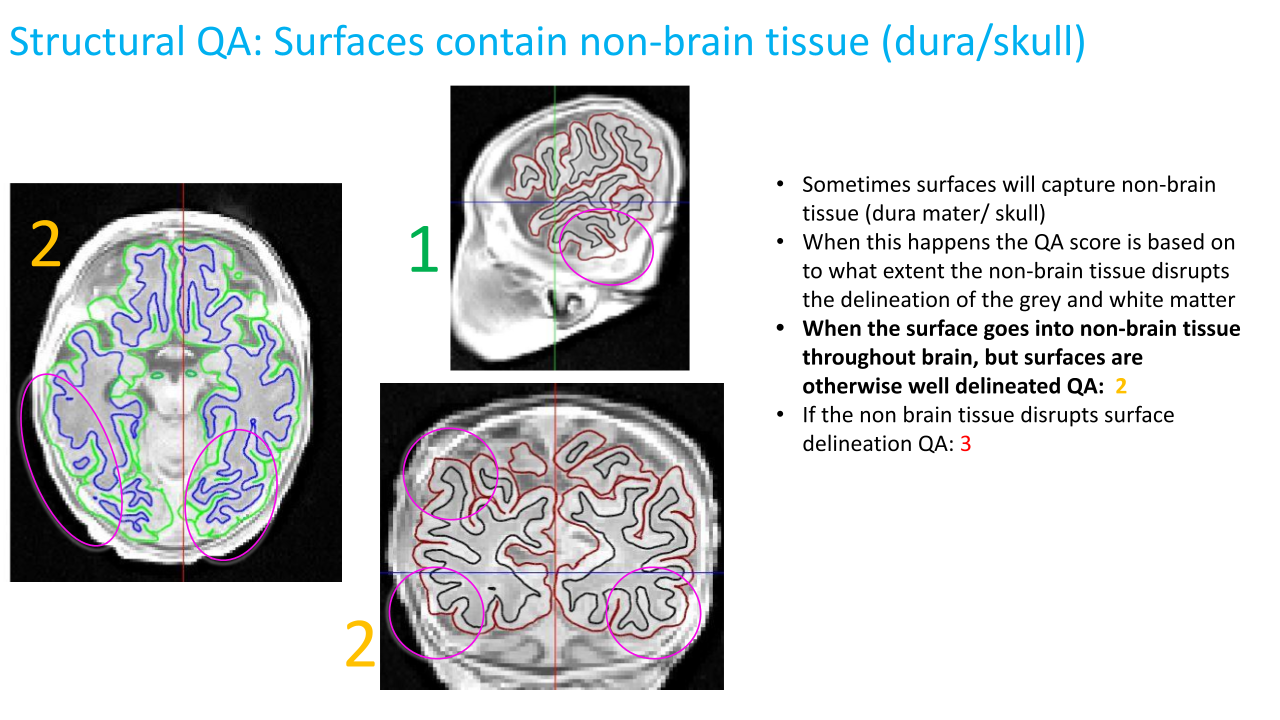 Structural QA: Surfaces contain non-brain tissue (dura/skull)
2
1
2
• Sometimes surfaces will capture non-brain
tissue (dura mater/ skull)
• When this happens the QA score is based on
to what extent the non-brain tissue disrupts
the delineation of the grey and white matter
• When the surface goes into non-brain tissue
throughout brain, but surfaces are
otherwise well delineated QA: 2
• If the non brain tissue disrupts surface
delineation QA: 3